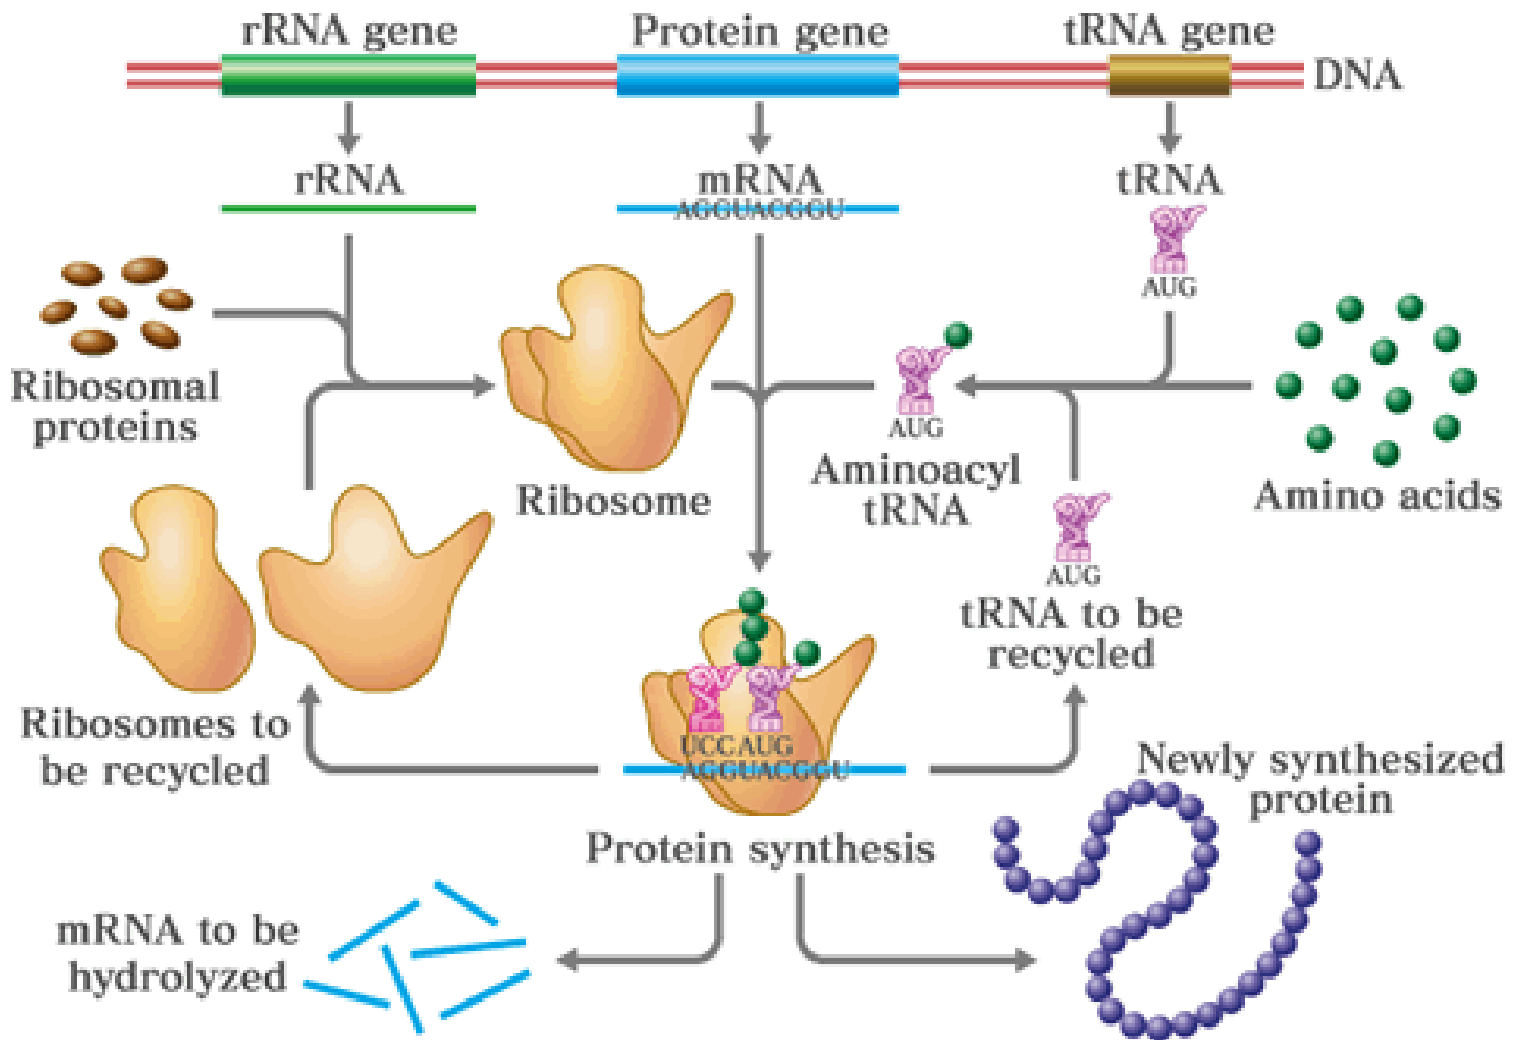 rRNA gene
Protein gene
tRNA gene
DNA
rRNA
mRNA
AGGUACGGU
tRNA
AUG
Ribosomal
proteins
Ribosome
AUG
Aminoacyl
tRNA
Amino acids
AUG
tRNA to be
recycled
Ribosomes to
be recycled
UCCAUG
AGGUACGGU
Protein synthesis
Newly synthesized
protein
mRNA to be
hydrolyzed